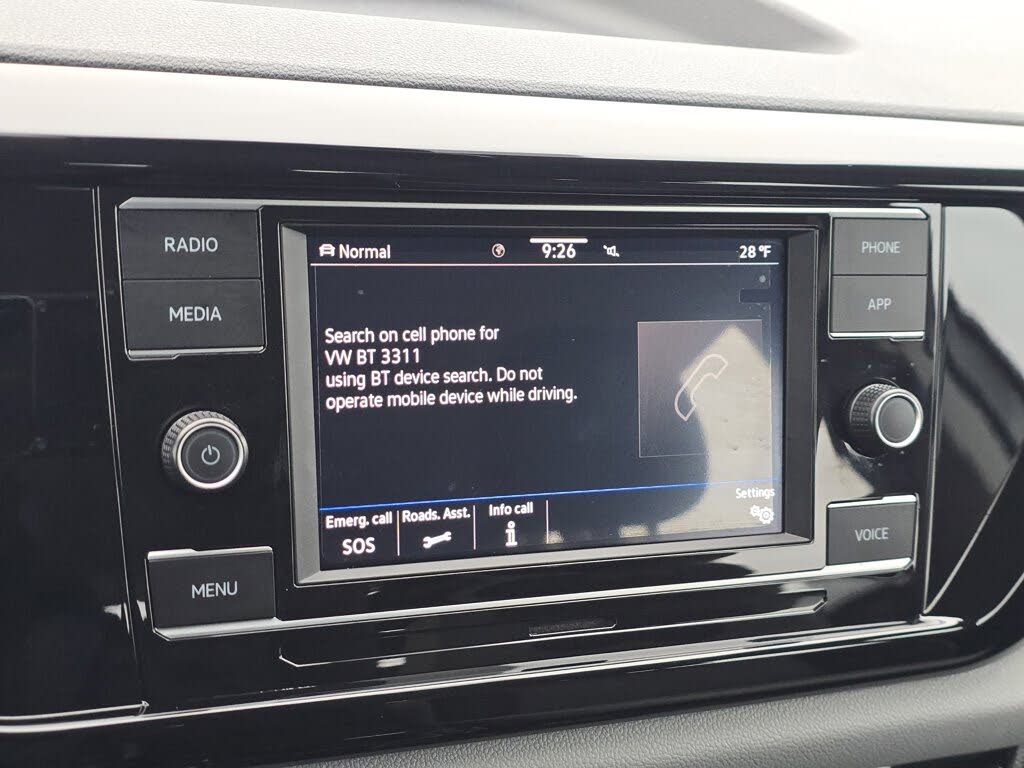 RADIO
MEDIA
MENU
Normal
9:26
28 °F
Search on cell phone for
VW BT 3311
using BT device search. Do not
operate mobile device while driving.
Settings
Emerg. call
SOS
Roads. Asst.
Info call
PHONE
APP
VOICE